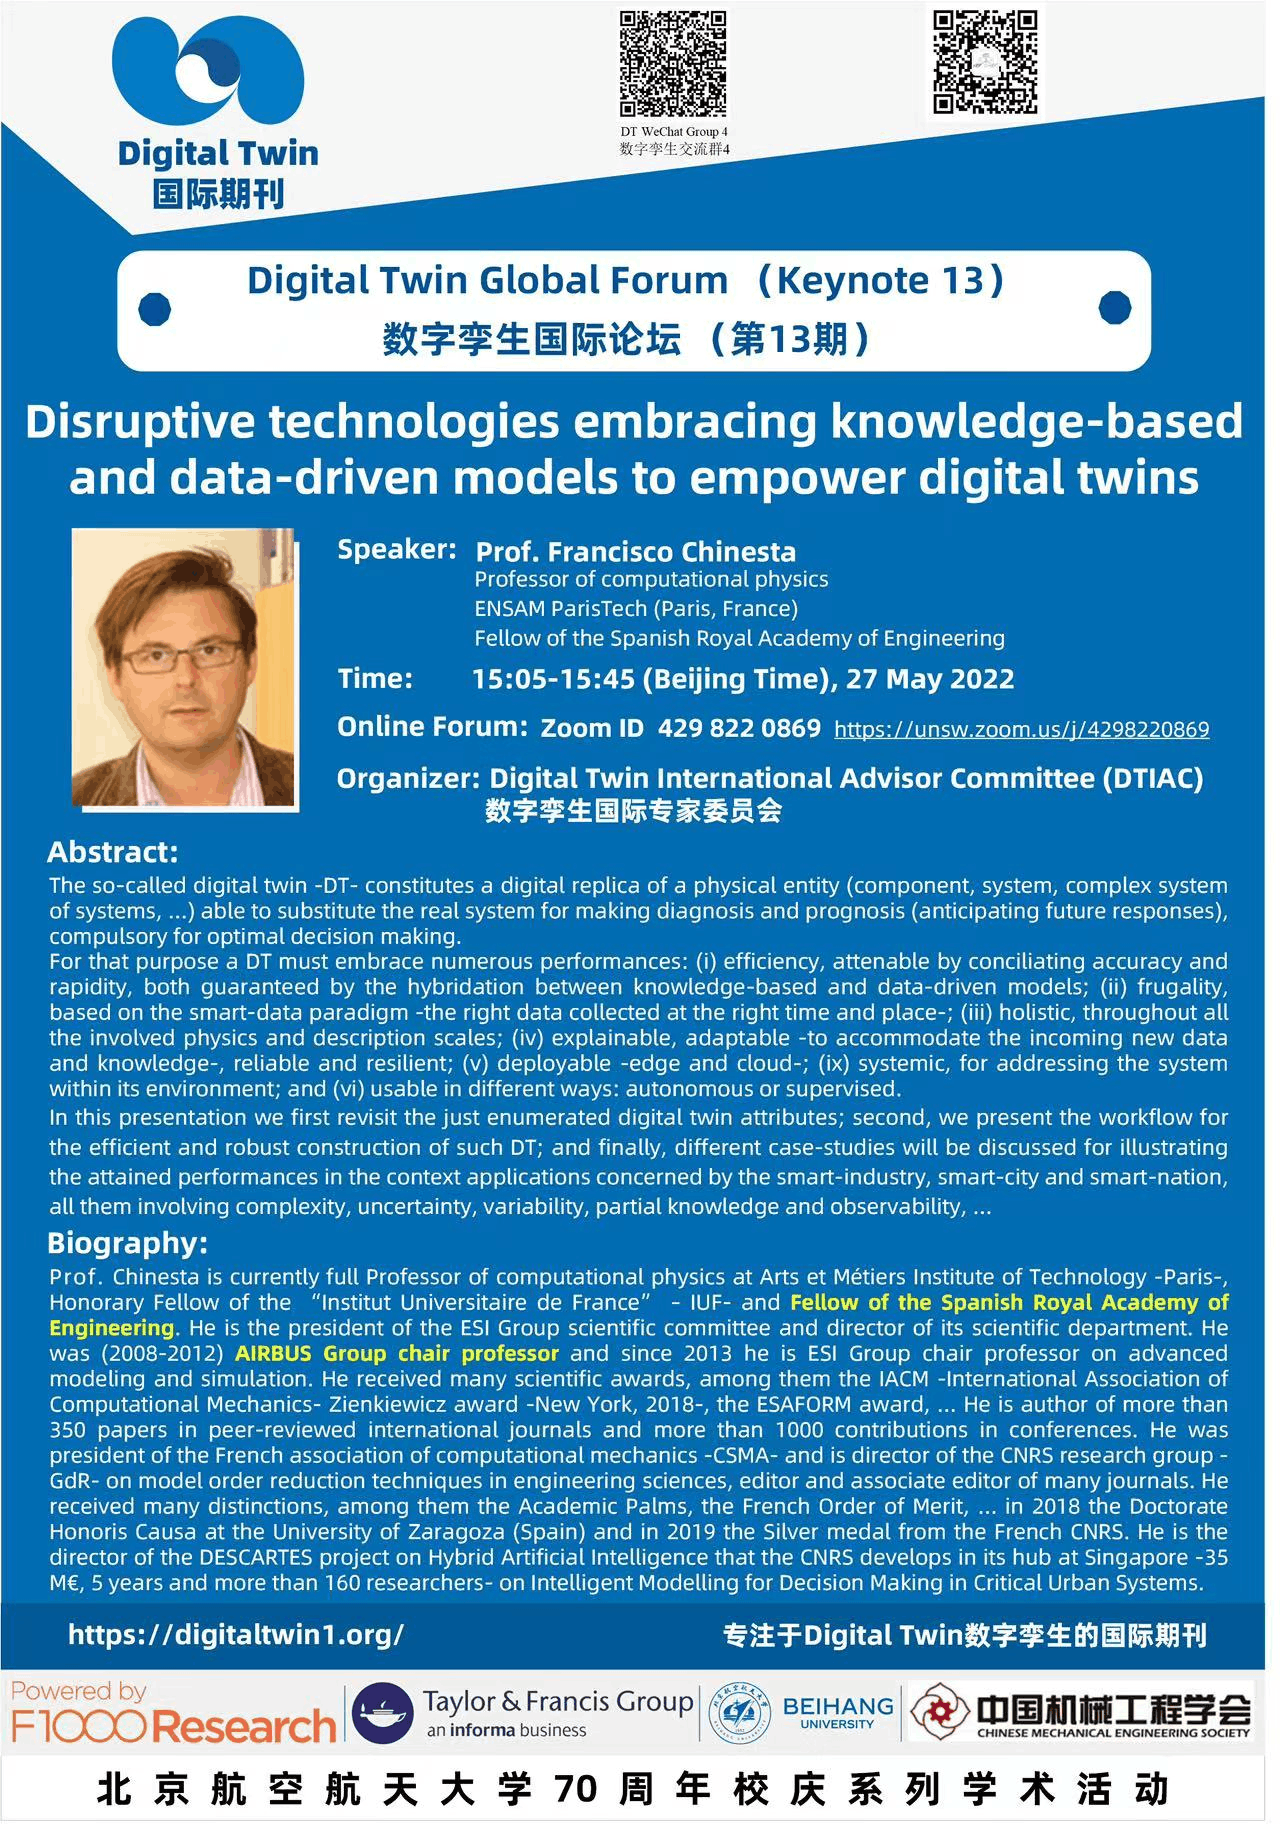 Digital Twin
国际期刊
DT WeChat Group 4
数字孪生交流群4
Digital Twin Global Forum （Keynote 13）
数字孪生国际论坛 （第13期）
Disruptive technologies embracing knowledge-based
and data-driven models to empower digital twins
Speaker: Prof. Francisco Chinesta
Professor of computational physics
ENSAM ParisTech (Paris, France)
Fellow of the Spanish Royal Academy of Engineering
Time: 15:05-15:45 (Beijing Time), 27 May 2022
Online Forum: Zoom ID 429 822 0869 https://unsw.zoom.us/j/4298220869
Organizer: Digital Twin International Advisor Committee (DTIAC)
数字孪生国际专家委员会
Abstract:
The so-called digital twin -DT- constitutes a digital replica of a physical entity (component, system, complex system
of systems, ...) able to substitute the real system for making diagnosis and prognosis (anticipating future responses),
compulsory for optimal decision making.
For that purpose a DT must embrace numerous performances: (i) efficiency, attenable by conciliating accuracy and
rapidity, both guaranteed by the hybridation between knowledge-based and data-driven models; (ii) frugality,
based on the smart-data paradigm -the right data collected at the right time and place-; (iii) holistic, throughout all
the involved physics and description scales; (iv) explainable, adaptable -to accommodate the incoming new data
and knowledge-, reliable and resilient; (v) deployable -edge and cloud-; (ix) systemic, for addressing the system
within its environment; and (vi) usable in different ways: autonomous or supervised.
In this presentation we first revisit the just enumerated digital twin attributes; second, we present the workflow for
the efficient and robust construction of such DT; and finally, different case-studies will be discussed for illustrating
the attained performances in the context applications concerned by the smart-industry, smart-city and smart-nation,
all them involving complexity, uncertainty, variability, partial knowledge and observability, ...
Biography:
Prof. Chinesta is currently full Professor of computational physics at Arts et Métiers Institute of Technology -Paris-,
Honorary Fellow of the “Institut Universitaire de France” – IUF- and Fellow of the Spanish Royal Academy of
Engineering. He is the president of the ESI Group scientific committee and director of its scientific department. He
was (2008-2012) AIRBUS Group chair professor and since 2013 he is ESI Group chair professor on advanced
modeling and simulation. He received many scientific awards, among them the IACM -International Association of
Computational Mechanics- Zienkiewicz award -New York, 2018-, the ESAFORM award, ... He is author of more than
350 papers in peer-reviewed international journals and more than 1000 contributions in conferences. He was
president of the French association of computational mechanics -CSMA- and is director of the CNRS research group -
GdR- on model order reduction techniques in engineering sciences, editor and associate editor of many journals. He
received many distinctions, among them the Academic Palms, the French Order of Merit, ... in 2018 the Doctorate
Honoris Causa at the University of Zaragoza (Spain) and in 2019 the Silver medal from the French CNRS. He is the
director of the DESCARTES project on Hybrid Artificial Intelligence that the CNRS develops in its hub at Singapore -35
M€, 5 years and more than 160 researchers- on Intelligent Modelling for Decision Making in Critical Urban Systems.
https://digitaltwin1.org/ 专注于Digital Twin数字孪生的国际期刊
Powered by
F1000Research
Taylor & Francis Group
an informa business
BEIHANG
UNIVERSITY
中国机械工程学会
CHINESE MECHANICAL ENGINEERING SOCIETY
北京航空航天大学70周年校庆系列学术活动